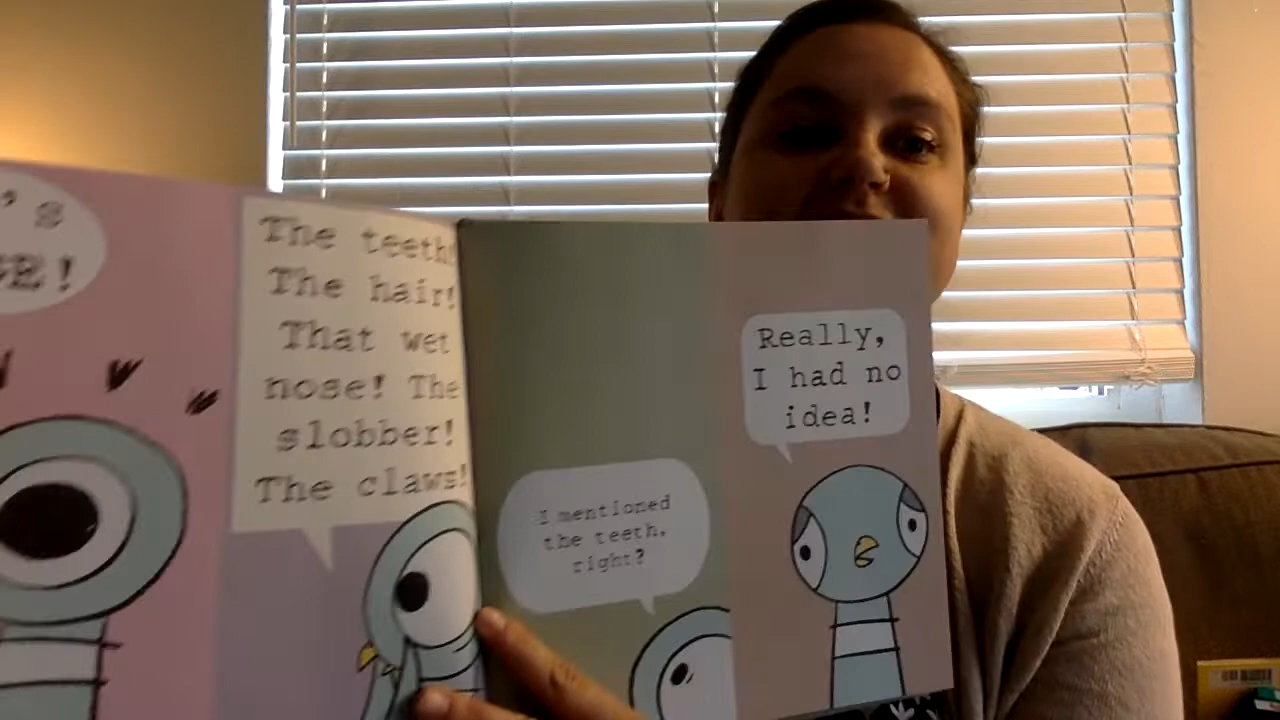 's
!
The teeth!
The hair!
That wet
nose! The
slobber!
The claws!
I mentioned
the teeth,
right?
Really,
I had no
idea!